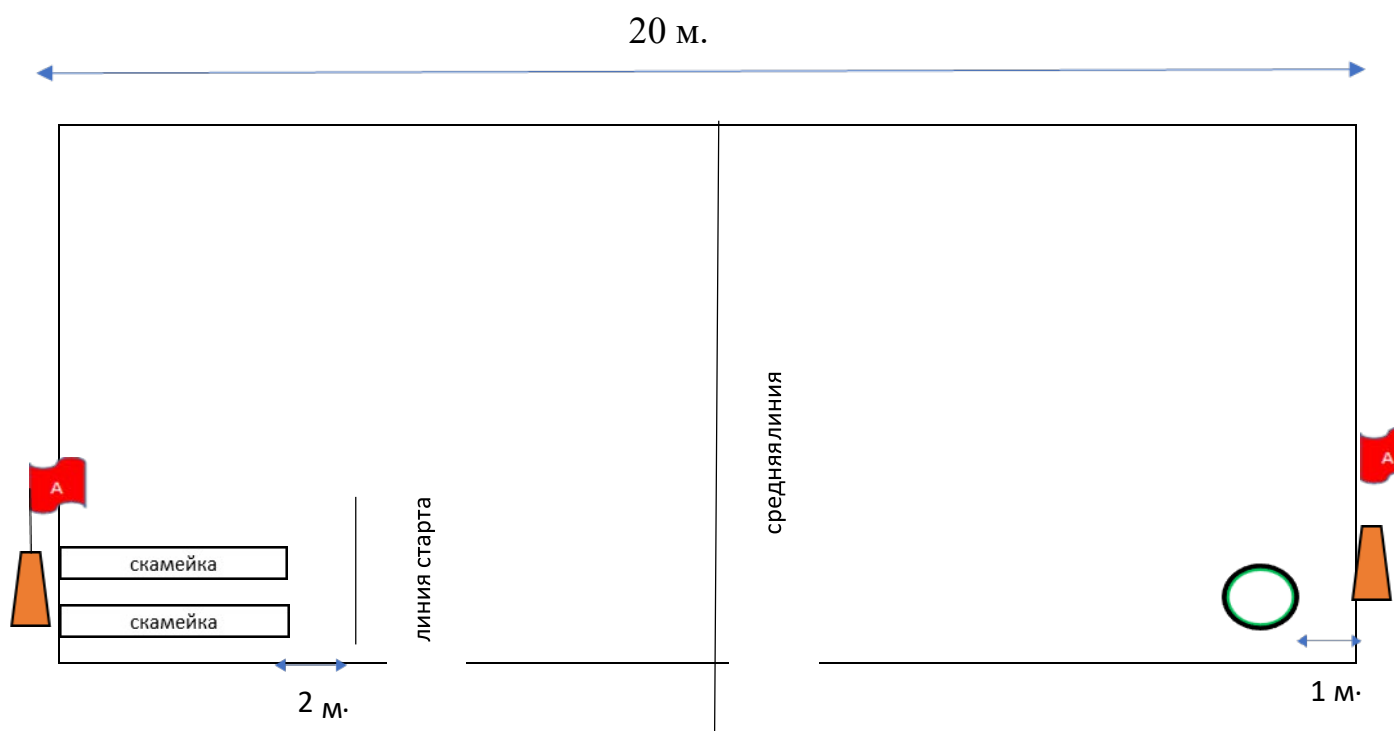 20 м.
средняялиния
А
А
линия старта
скамейка
скамейка
2 м.
1 м.